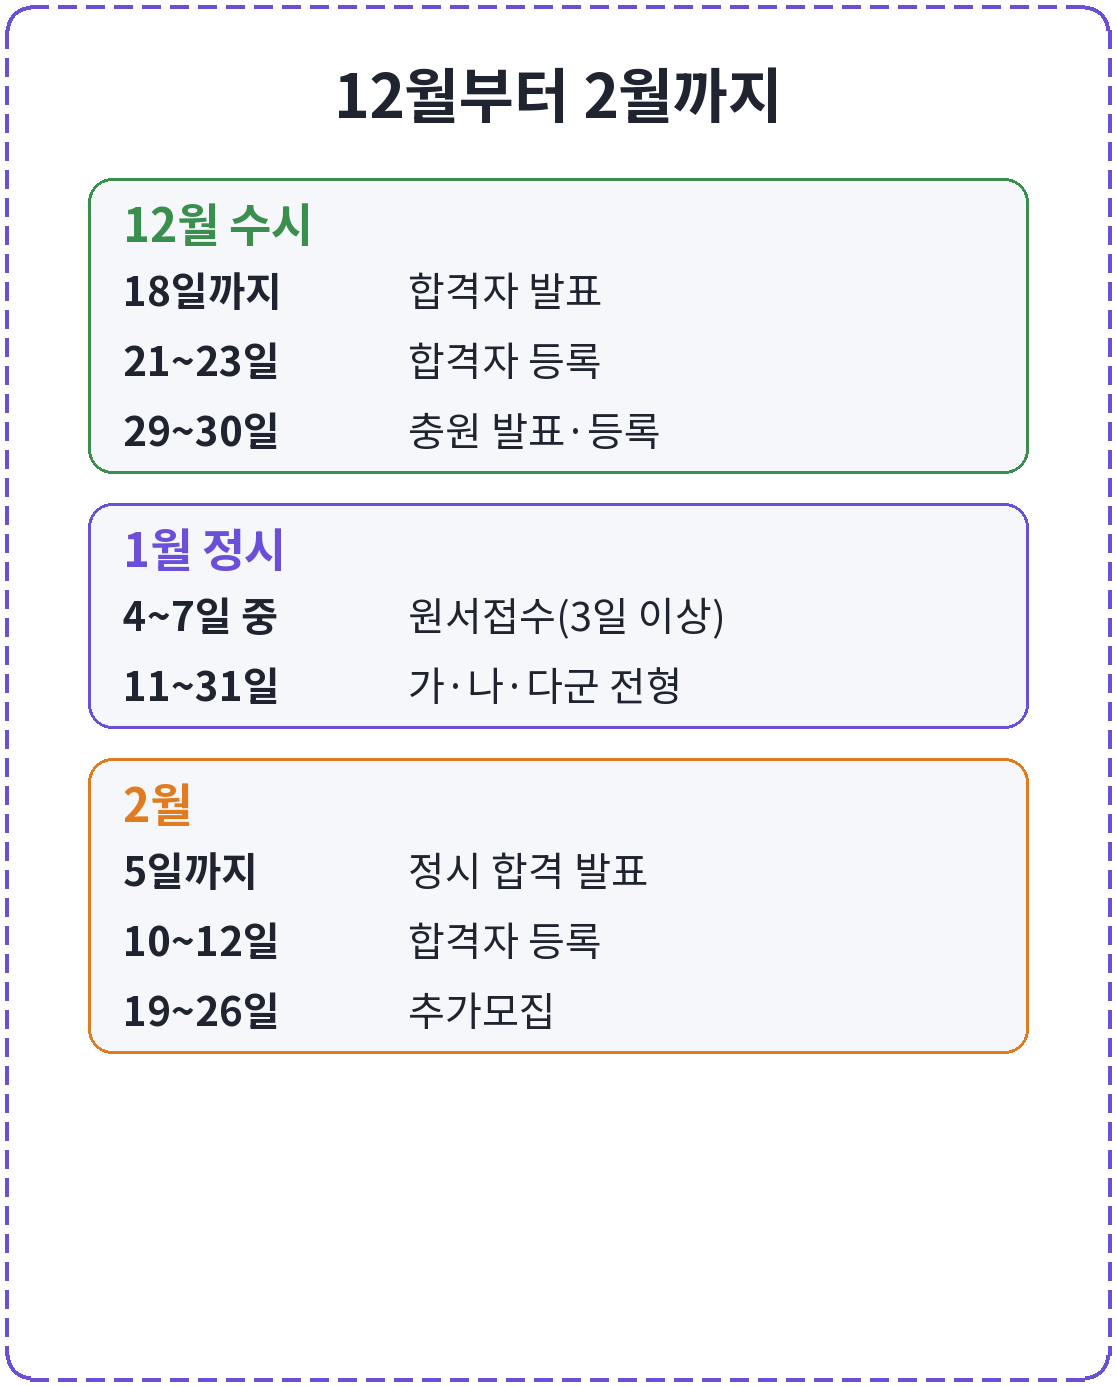 12월부터 2월까지
12월 수시
18일까지 합격자 발표
21~23일 합격자 등록
29~30일 충원 발표·등록
1월 정시
4~7일 중 원서접수(3일 이상)
11~31일 가·나·다군 전형
2월
5일까지 정시 합격 발표
10~12일 합격자 등록
19~26일 추가모집